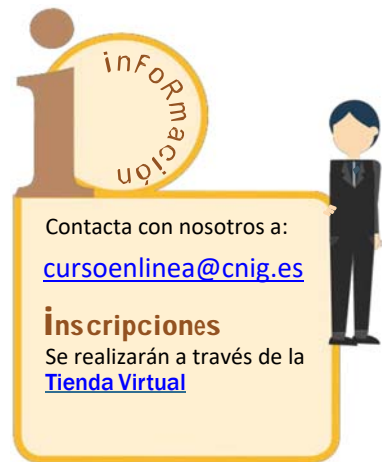 inFoRmación
Contacta con nosotros a:
cursoenlinea@cnig.es
inscripciones
Se realizarán a través de la
Tienda Virtual